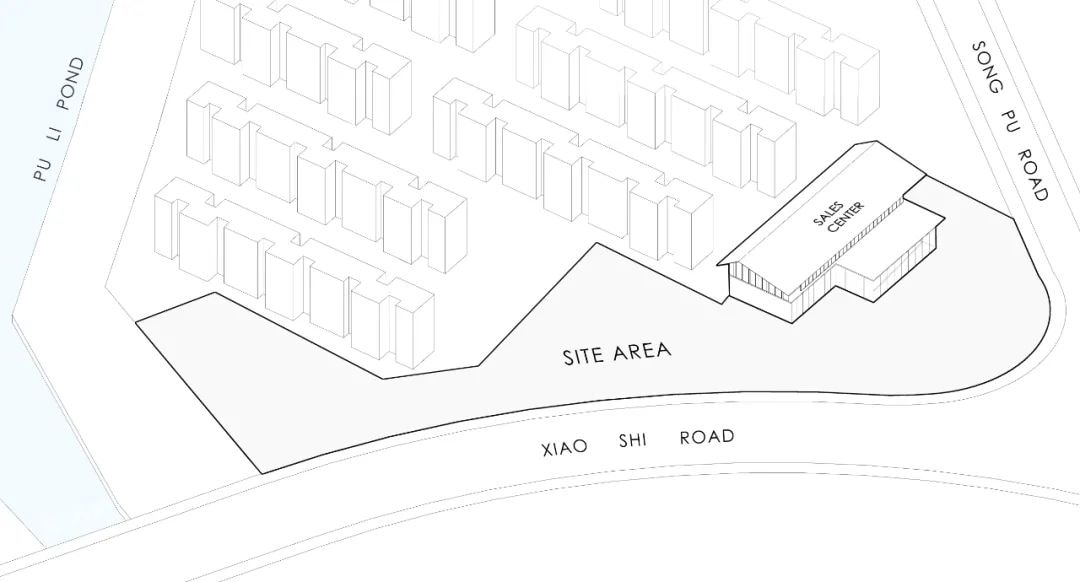 PU LI POND
SONG PU ROAD
SALES
CENTER
SITE AREA
XIAO SHI ROAD